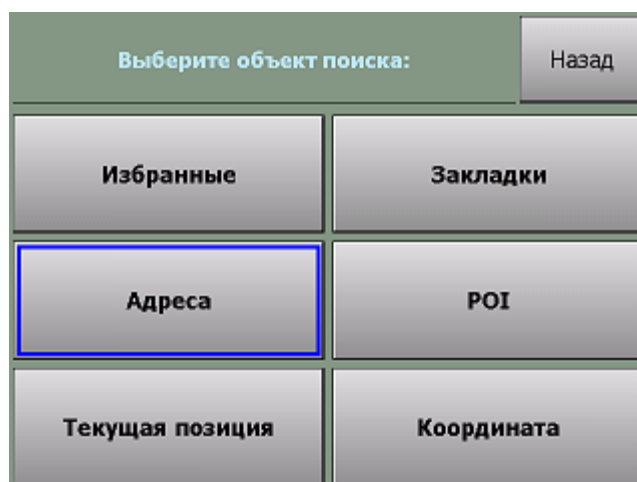 Выберите объект поиска:
Назад
Избранные
Закладки
Адреса
POI
Текущая позиция
Координата